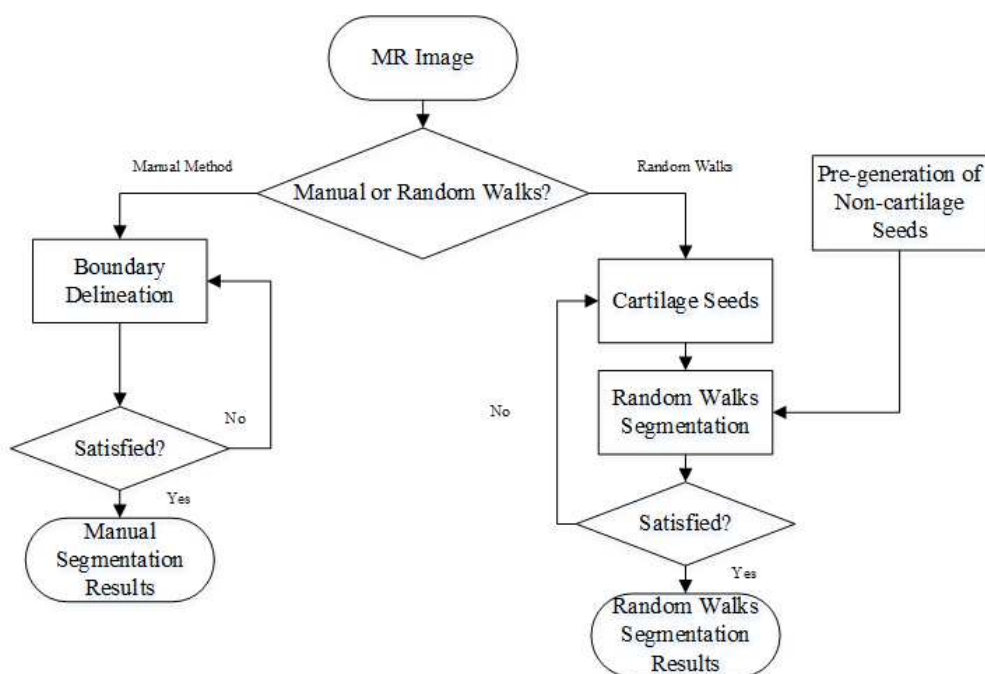 MR Image
Manual Method
Random Walks
Manual or Random Walks?
Pre-generation of
Non-cartilage
Seeds
Boundary
Delineation
Cartilage Seeds
Random Walks
Segmentation
No
No
Satisfied?
Yes
Manual
Segmentation
Results
Satisfied?
Yes
Random Walks
Segmentation
Results